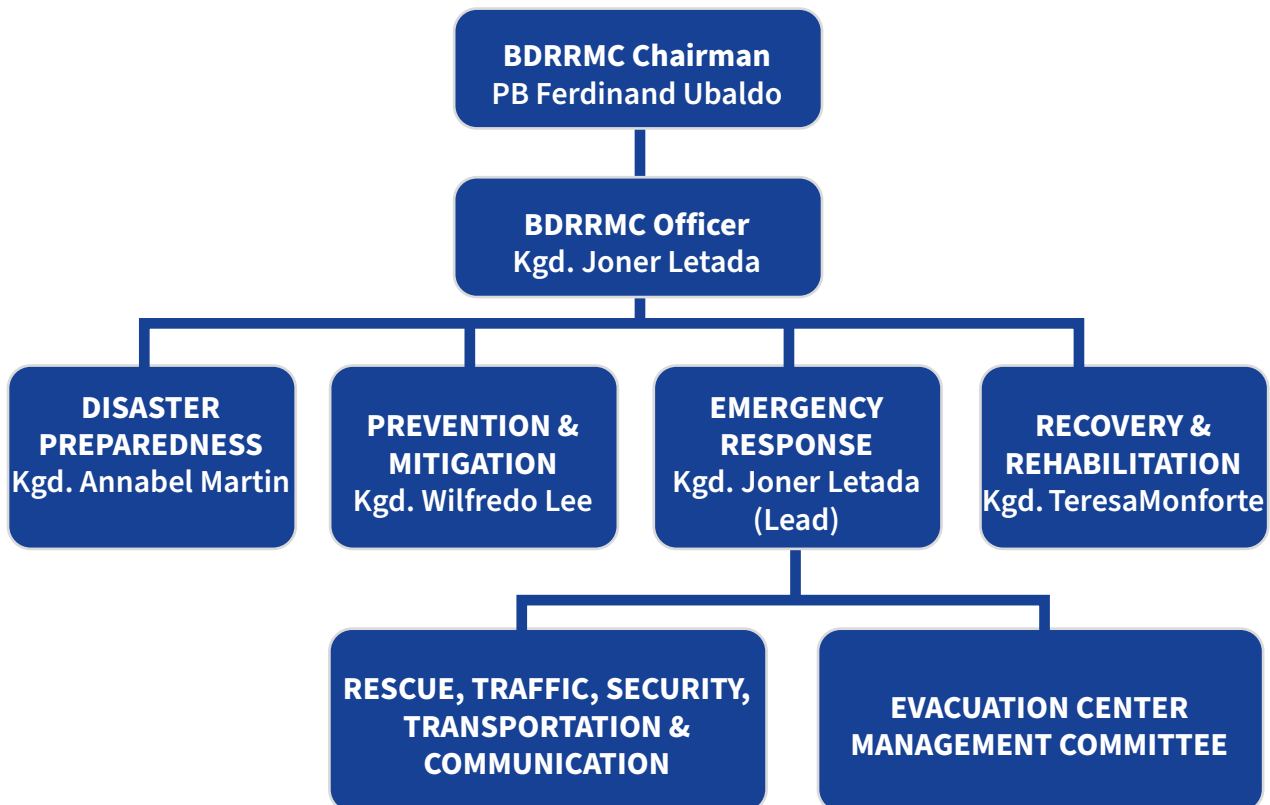 BDRRMC Chairman
PB Ferdinand Ubaldo
BDRRMC Officer
Kgd. Joner Letada
DISASTER
PREPAREDNESS
Kgd. Annabel Martin
PREVENTION &
MITIGATION
Kgd. Wilfredo Lee
EMERGENCY
RESPONSE
Kgd. Joner Letada
(Lead)
RECOVERY &
REHABILITATION
Kgd. TeresaMonforte
RESCUE, TRAFFIC, SECURITY,
TRANSPORTATION &
COMMUNICATION
EVACUATION CENTER
MANAGEMENT COMMITTEE